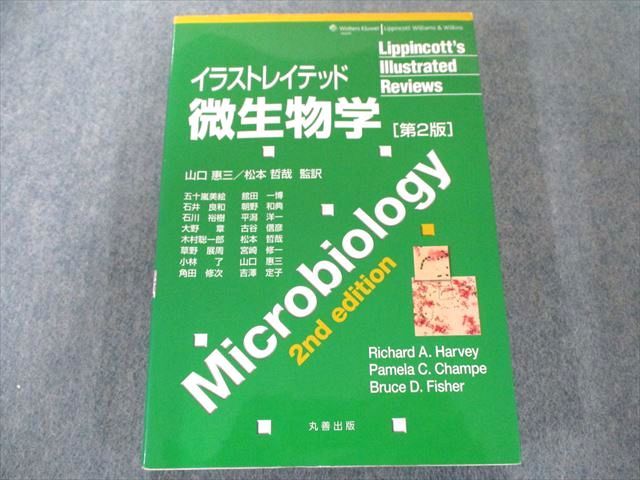 Wolters Kluwer | Lippincott Williams & Wilkins
Lippincott's
Illustrated
Reviews
イラストレイテッド
微生物学 [第2版]
山口 惠三／松本 哲哉 監訳
五十嵐美絵 舘田 一博
石井 良和 朝野 和典
石川 裕樹 平潟 洋一
大野 章 古谷 信彦
木村聡一郎 松本 哲哉
草野 展周 宮崎 修一
小林 了 山口 惠三
角田 修次 吉澤 定子
Microbiology
2nd edition
Richard A. Harvey
Pamela C. Champe
Bruce D. Fisher
丸善出版